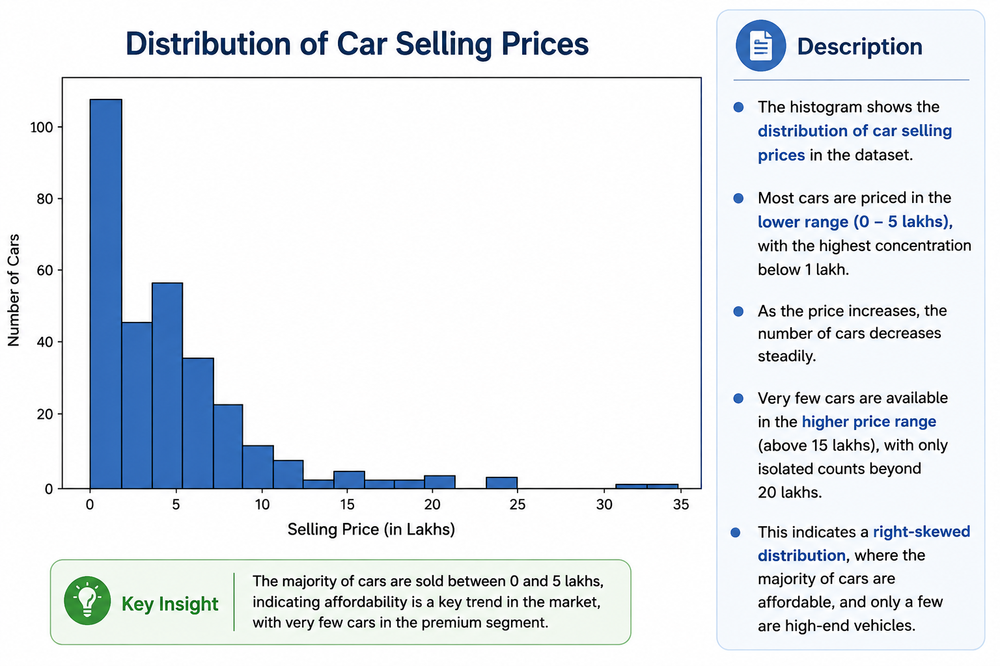 Distribution of Car Selling Prices
100
80
60
40
20
0
Number of Cars
0 5 10 15 20 25 30 35
Selling Price (in Lakhs)
Key Insight
The majority of cars are sold between 0 and 5 lakhs,
indicating affordability is a key trend in the market,
with very few cars in the premium segment.
Description
The histogram shows the
distribution of car selling
prices in the dataset.
Most cars are priced in the
lower range (0 – 5 lakhs),
with the highest concentration
below 1 lakh.
As the price increases, the
number of cars decreases
steadily.
Very few cars are available
in the higher price range
(above 15 lakhs), with only
isolated counts beyond
20 lakhs.
This indicates a right-skewed
distribution, where the
majority of cars are
affordable, and only a few
are high-end vehicles.